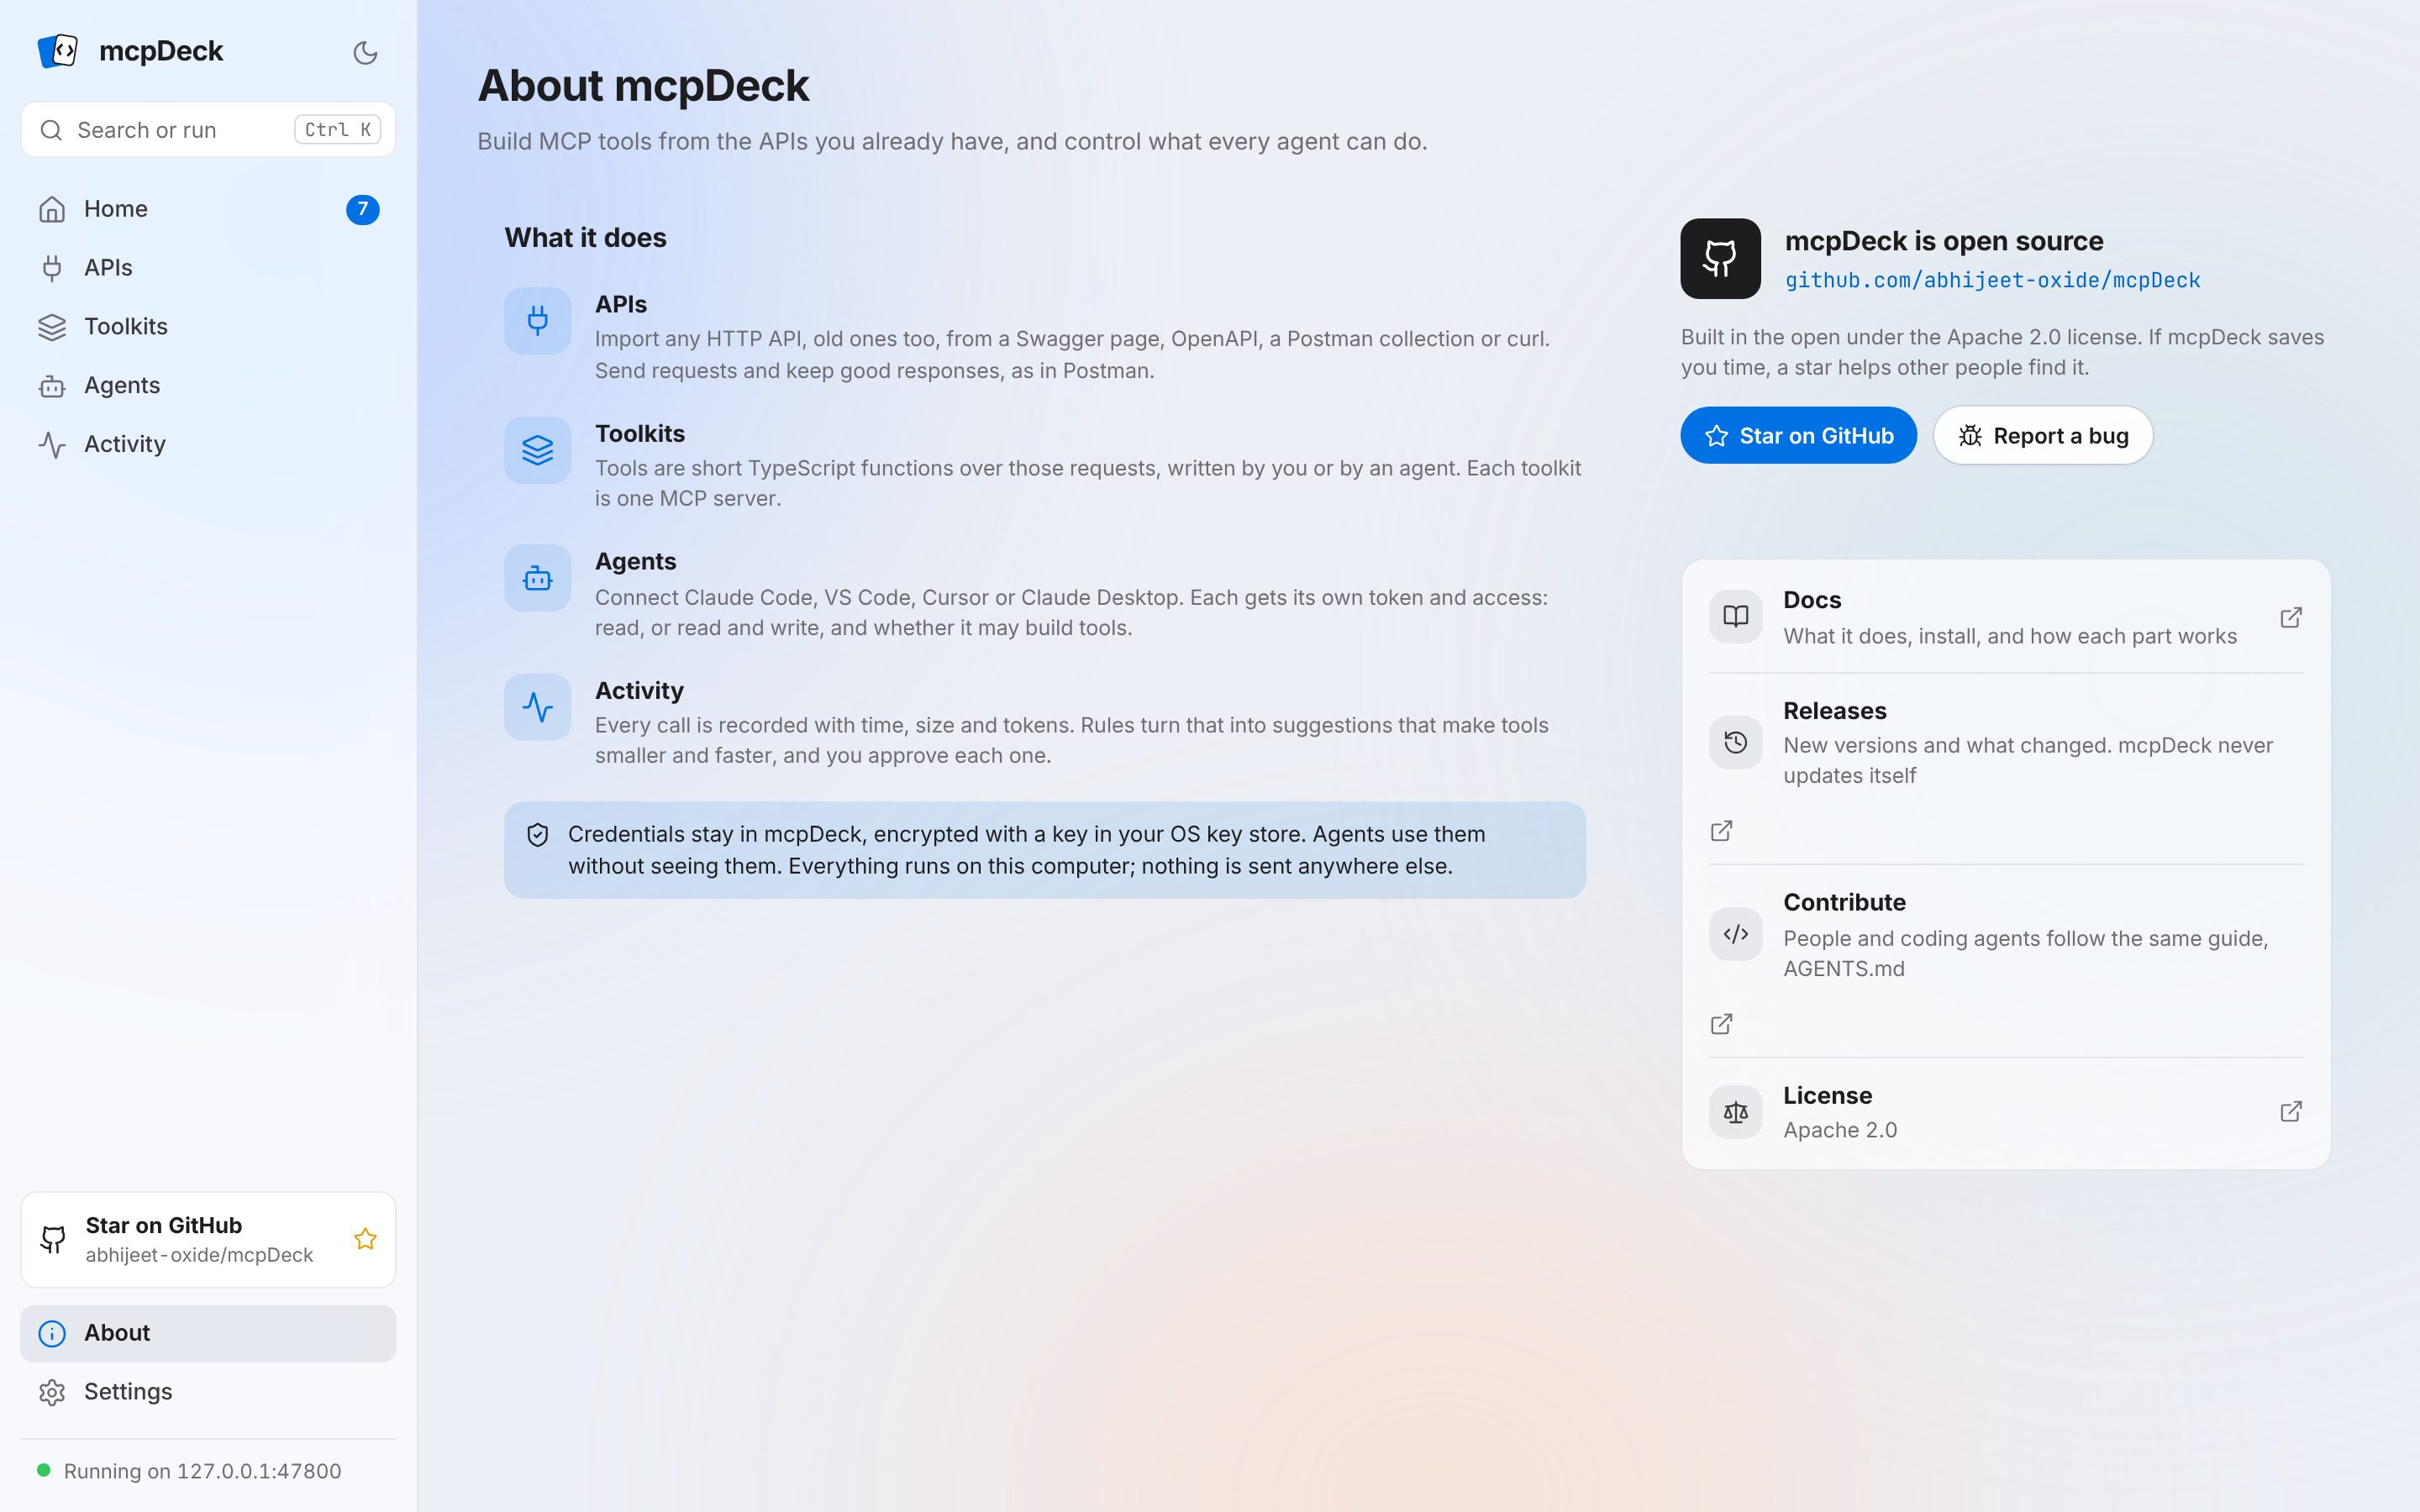 mcpDeck
Search or run
Ctrl K
Home
7
APIs
Toolkits
Agents
Activity
Star on GitHub
abhijeet-oxide/mcpDeck
About
Settings
Running on 127.0.0.1:47800
About mcpDeck
Build MCP tools from the APIs you already have, and control what every agent can do.
What it does
APIs
Import any HTTP API, old ones too, from a Swagger page, OpenAPI, a Postman collection or curl.
Send requests and keep good responses, as in Postman.
Toolkits
Tools are short TypeScript functions over those requests, written by you or by an agent. Each toolkit
is one MCP server.
Agents
Connect Claude Code, VS Code, Cursor or Claude Desktop. Each gets its own token and access:
read, or read and write, and whether it may build tools.
Activity
Every call is recorded with time, size and tokens. Rules turn that into suggestions that make tools
smaller and faster, and you approve each one.
Credentials stay in mcpDeck, encrypted with a key in your OS key store. Agents use them
without seeing them. Everything runs on this computer; nothing is sent anywhere else.
mcpDeck is open source
github.com/abhijeet-oxide/mcpDeck
Built in the open under the Apache 2.0 license. If mcpDeck saves
you time, a star helps other people find it.
Star on GitHub
Report a bug
Docs
What it does, install, and how each part works
Releases
New versions and what changed. mcpDeck never
updates itself
Contribute
People and coding agents follow the same guide,
AGENTS.md
License
Apache 2.0